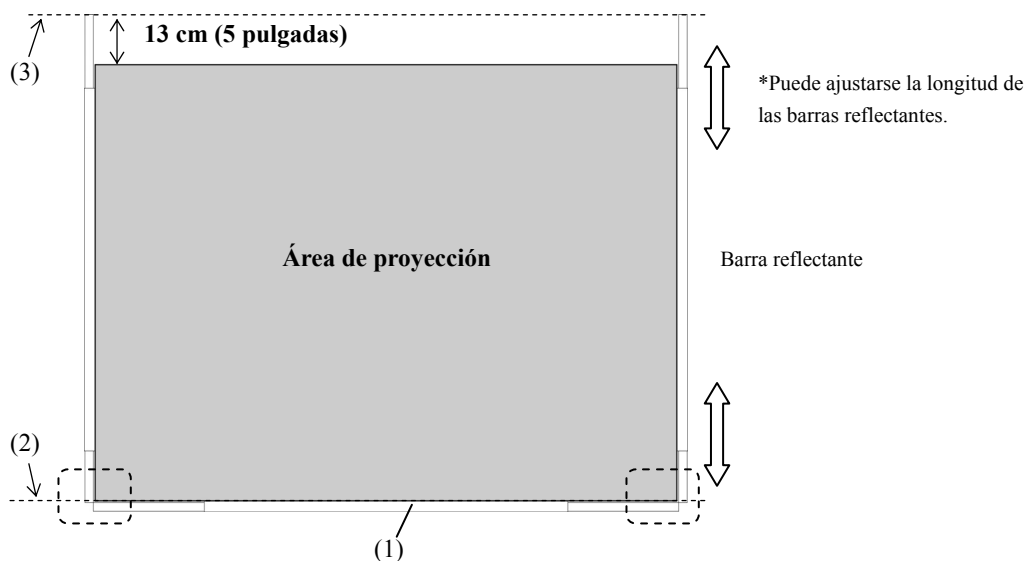 13 cm (5 pulgadas)
(3)
*Puede ajustarse la longitud de
las barras reflectantes.
Área de proyección
Barra reflectante
(2)
(1)